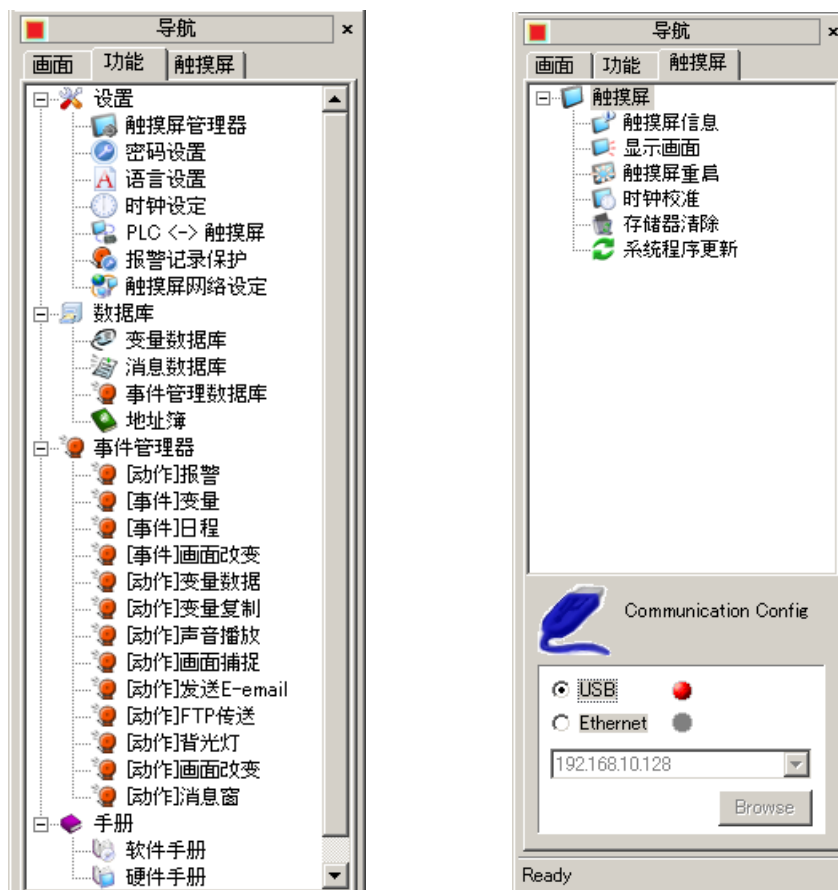 导航
画面 功能 触摸屏
设置
触摸屏管理器
密码设置
语言设置
时钟设定
PLC <-> 触摸屏
报警记录保护
触摸屏网络设定
数据库
变量数据库
消息数据库
事件管理数据库
地址簿
事件管理器
[动作]报警
[事件]变量
[事件]日程
[事件]画面改变
[动作]变量数据
[动作]变量复制
[动作]声音播放
[动作]画面捕捉
[动作]发送E-email
[动作]FTP传送
[动作]背光灯
[动作]画面改变
[动作]消息窗
手册
软件手册
硬件手册
导航
画面 功能 触摸屏
触摸屏
触摸屏信息
显示画面
触摸屏重启
时钟校准
存储器清除
系统程序更新
Communication Config
USB
Ethernet
192.168.10.128
Browse
Ready